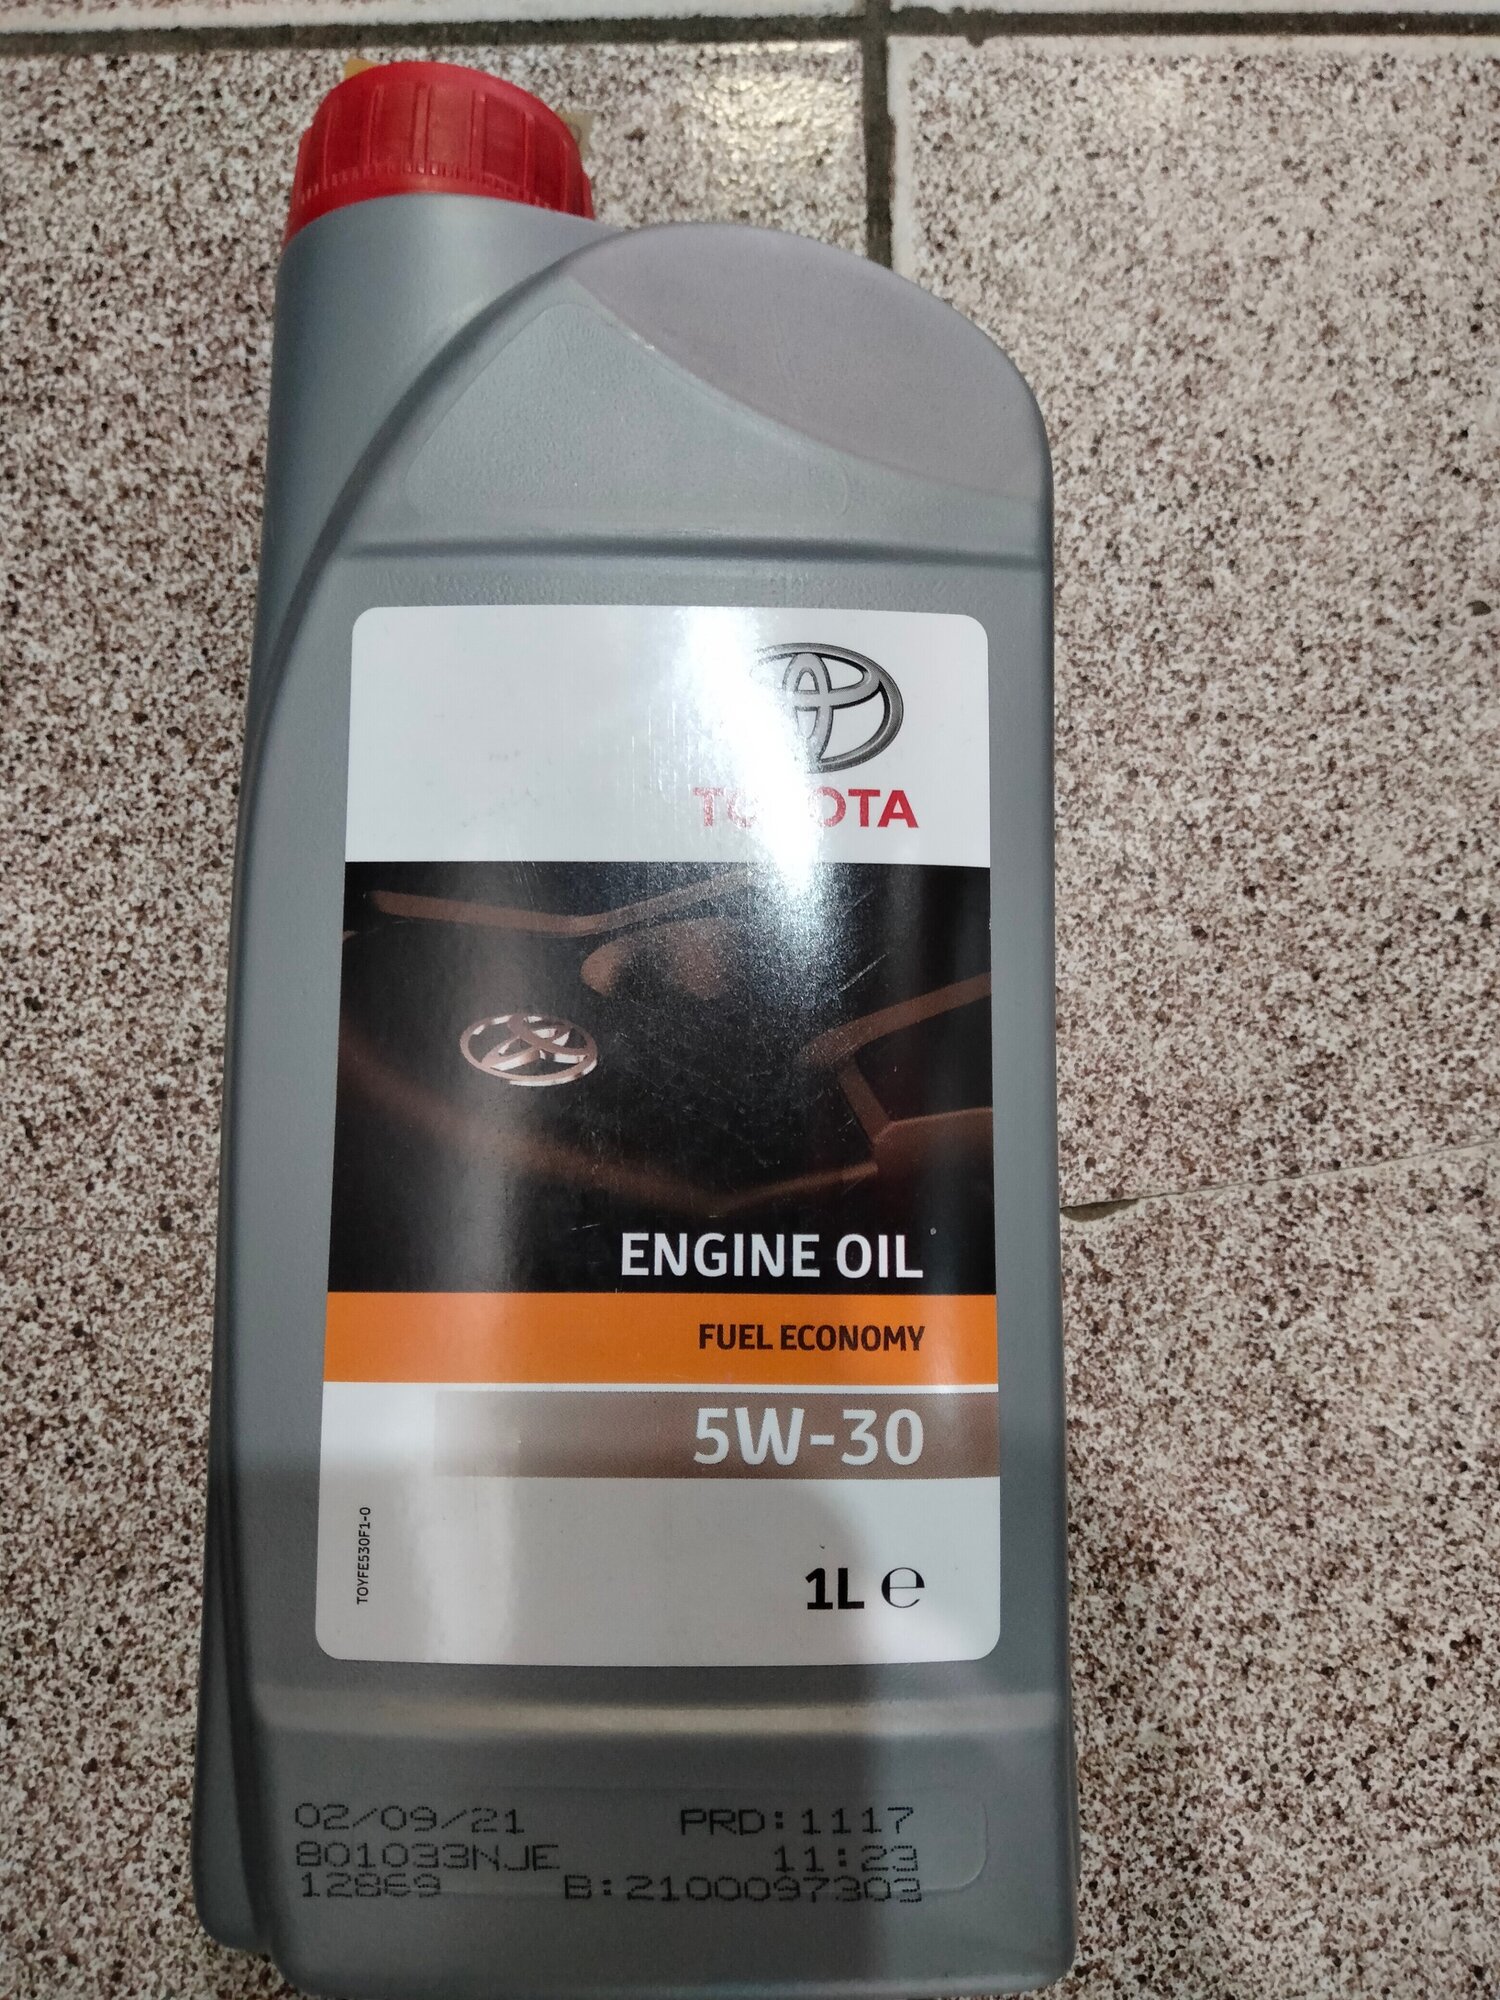 TOYOTA
ENGINE OIL
FUEL ECONOMY
5W-30
TOYFE530F1-0
1L ℮
02/09/21 PRD:1117
801033NJE 11:23
12869 B:2100097303